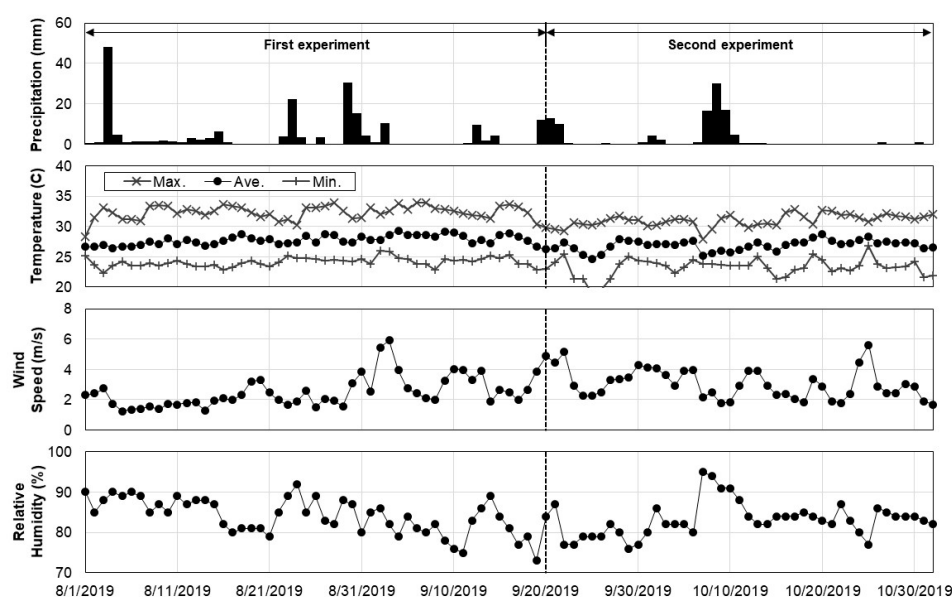 60
40
20
0
Precipitation (mm)
First experiment
Second experiment
40
35
30
25
20
Temperature (C)
Max.
Ave.
Min.
8
6
4
2
0
Wind
Speed (m/s)
100
90
80
70
Relative
Humidity (%)
8/1/2019 8/11/2019 8/21/2019 8/31/2019 9/10/2019 9/20/2019 9/30/2019 10/10/2019 10/20/2019 10/30/2019